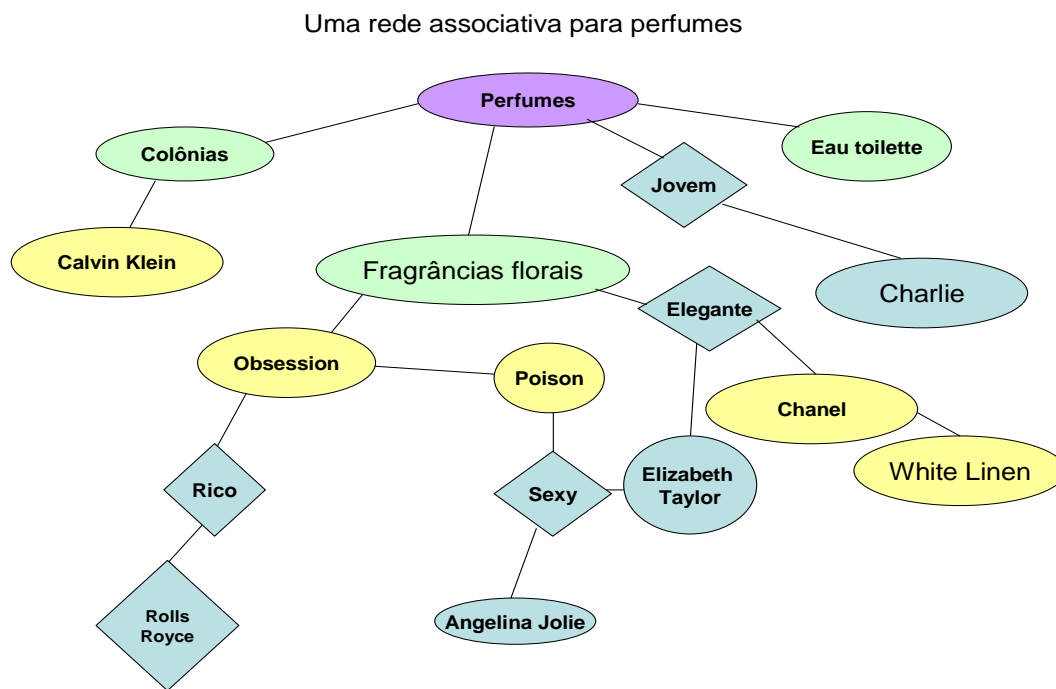 Uma rede associativa para perfumes
Perfumes
Colônias
Eau toilette
Jovem
Calvin Klein
Fragrâncias florais
Charlie
Elegante
Obsession
Poison
Chanel
White Linen
Elizabeth
Taylor
Rico
Sexy
Rolls
Royce
Angelina Jolie